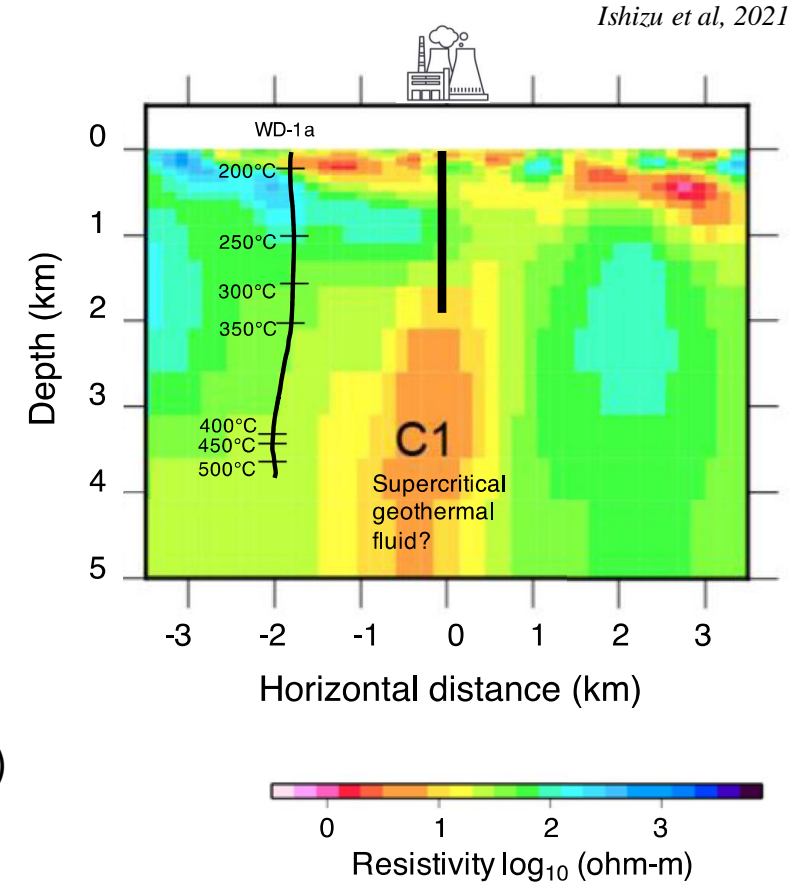 Ishizu et al, 2021
WD-1a
0
1
2
3
4
5
Depth (km)
200°C
250°C
300°C
350°C
400°C
450°C
500°C
C1
Supercritical
geothermal
fluid?
-3 -2 -1 0 1 2 3
Horizontal distance (km)
)
0 1 2 3
Resistivity log₁₀ (ohm-m)